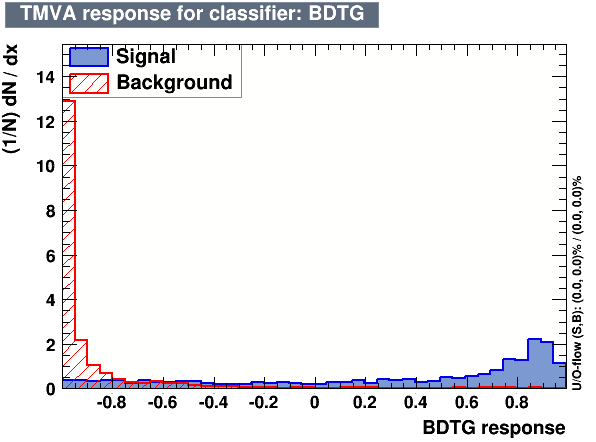 TMVA response for classifier: BDTG
(1/N) dN / dx
Signal
Background
14
12
10
8
6
4
2
0
-0.8 -0.6 -0.4 -0.2 0 0.2 0.4 0.6 0.8
BDTG response
U/O-flow (S,B): (0.0, 0.0)% / (0.0, 0.0)%